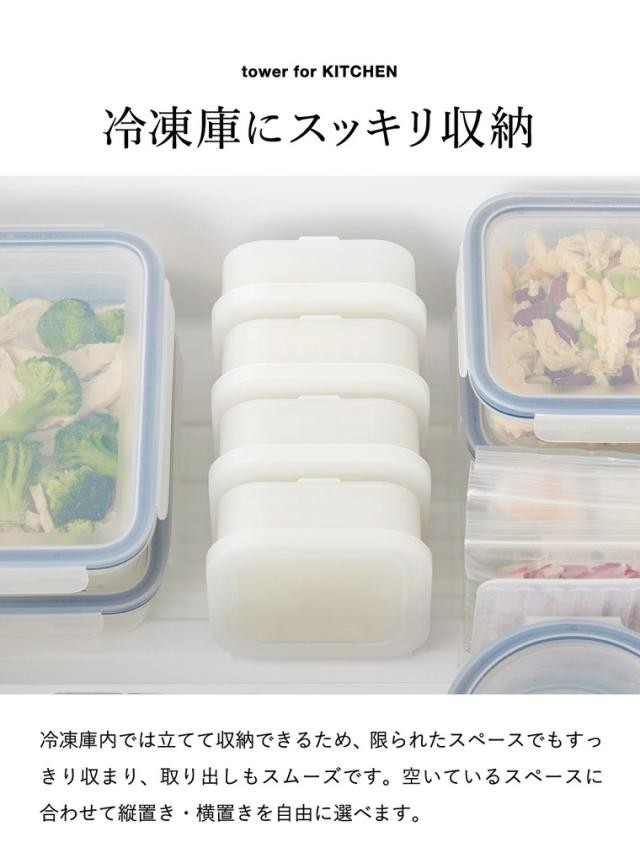 tower for KITCHEN
冷凍庫にスッキリ収納
冷凍庫内では立てて収納できるため、限られたスペースでもすっ
きり収まり、取り出しもスムーズです。空いているスペースに
合わせて縦置き・横置きを自由に選べます。